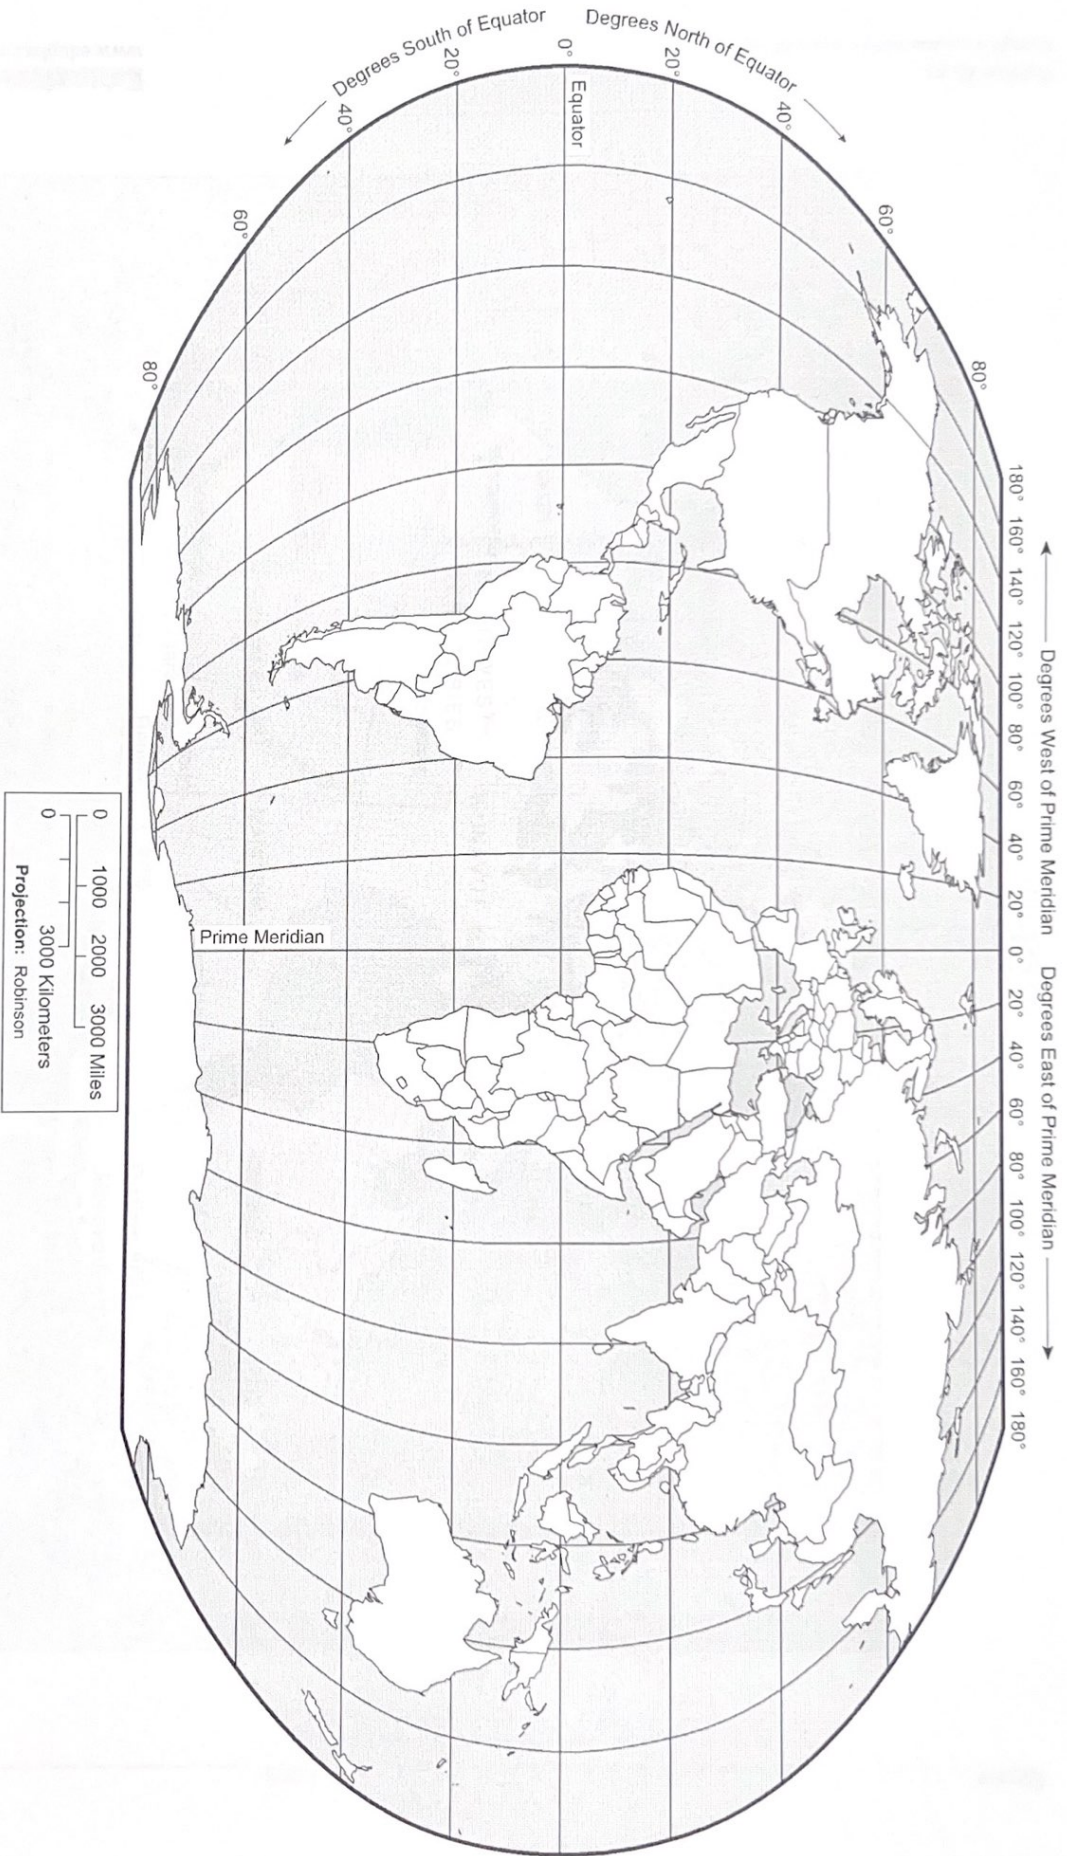 Degrees West of Prime Meridian
Degrees East of Prime Meridian
180° 160° 140° 120° 100° 80° 60° 40° 20° 0° 20° 40° 60° 80° 100° 120° 140° 160° 180°
80°
60°
40°
Degrees North of Equator
20°
0°
Equator
Degrees South of Equator
20°
40°
60°
80°
Prime Meridian
0 1000 2000 3000 Miles
0 3000 Kilometers
Projection: Robinson